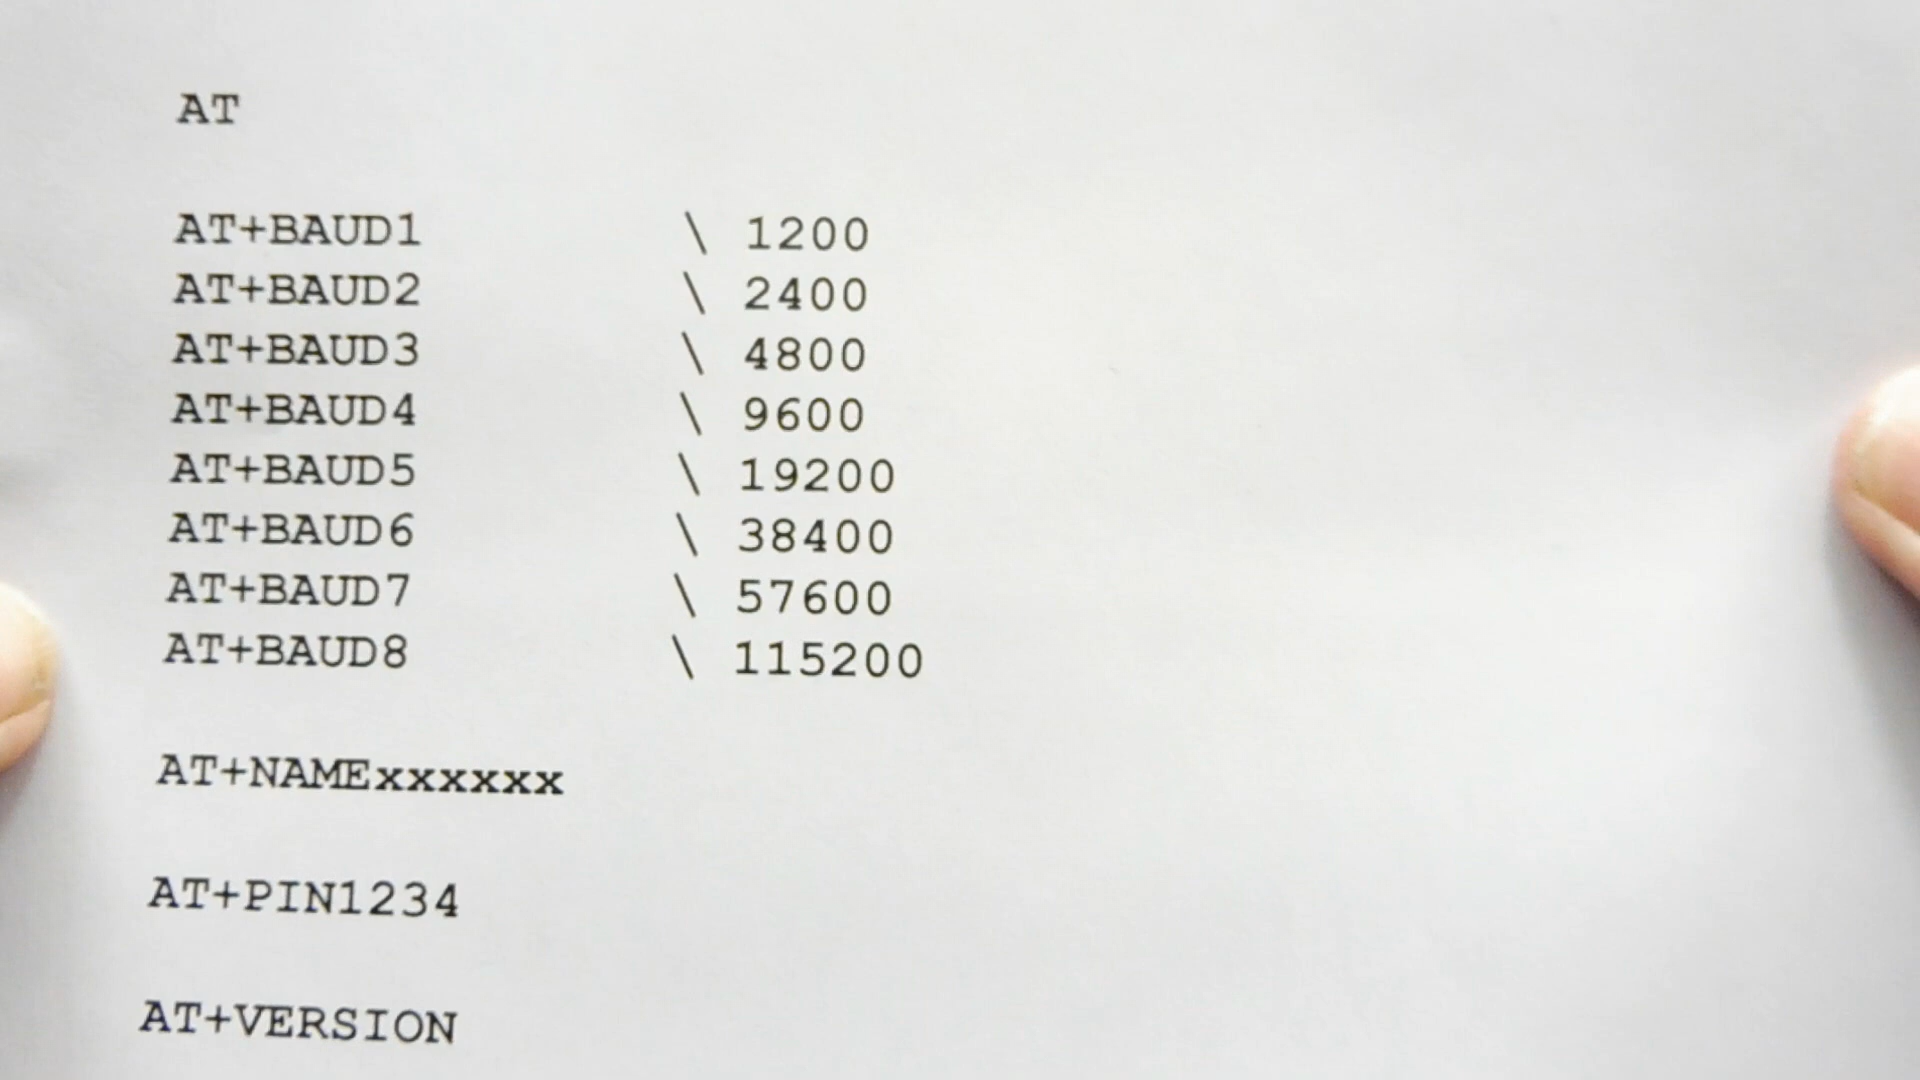 AT
AT+BAUD1 \ 1200
AT+BAUD2 \ 2400
AT+BAUD3 \ 4800
AT+BAUD4 \ 9600
AT+BAUD5 \ 19200
AT+BAUD6 \ 38400
AT+BAUD7 \ 57600
AT+BAUD8 \ 115200
AT+NAMExxxxxx
AT+PIN1234
AT+VERSION